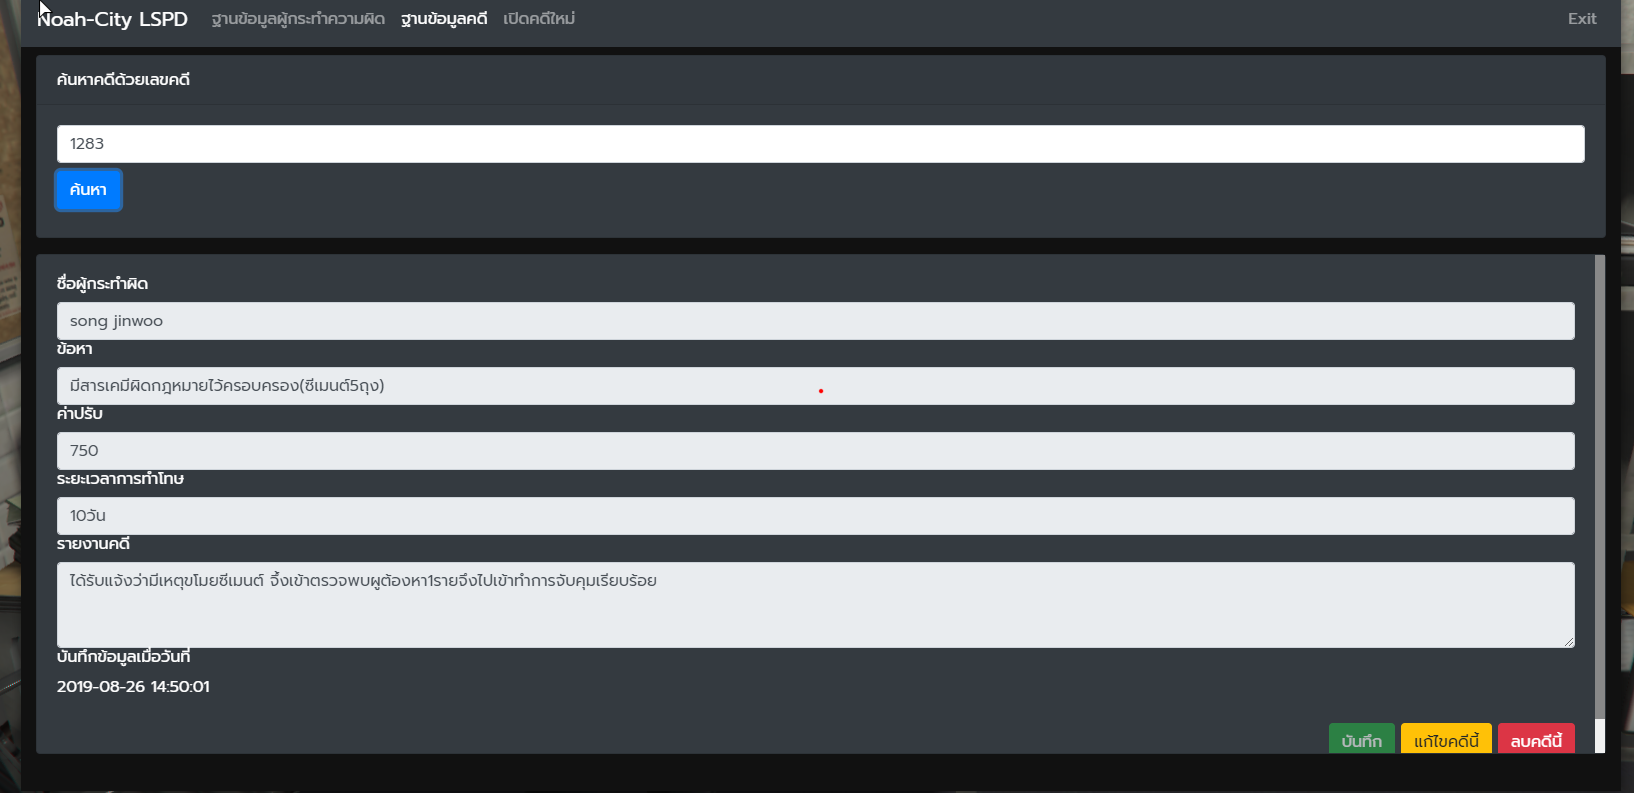 Noah-City LSPD ฐานข้อมูลผู้กระทำความผิด ฐานข้อมูลคดี เปิดคดีใหม่ Exit
ค้นหาคดีด้วยเลขคดี
1283
ค้นหา
ชื่อผู้กระทำผิด
song jinwoo
ข้อหา
มีสารเคมีผิดกฎหมายไว้ครอบครอง(ซีเมนต์5ถุง)
ค่าปรับ
750
ระยะเวลาการทำโทษ
10วัน
รายงานคดี
ได้รับแจ้งว่ามีเหตุขโมยซีเมนต์ จึ้งเข้าตรวจพบผูต้องหา1รายจึงไปเข้าทำการจับคุมเรียบร้อย
บันทึกข้อมูลเมื่อวันที่
2019-08-26 14:50:01
บันทึก แก้ไขคดีนี้ ลบคดีนี้